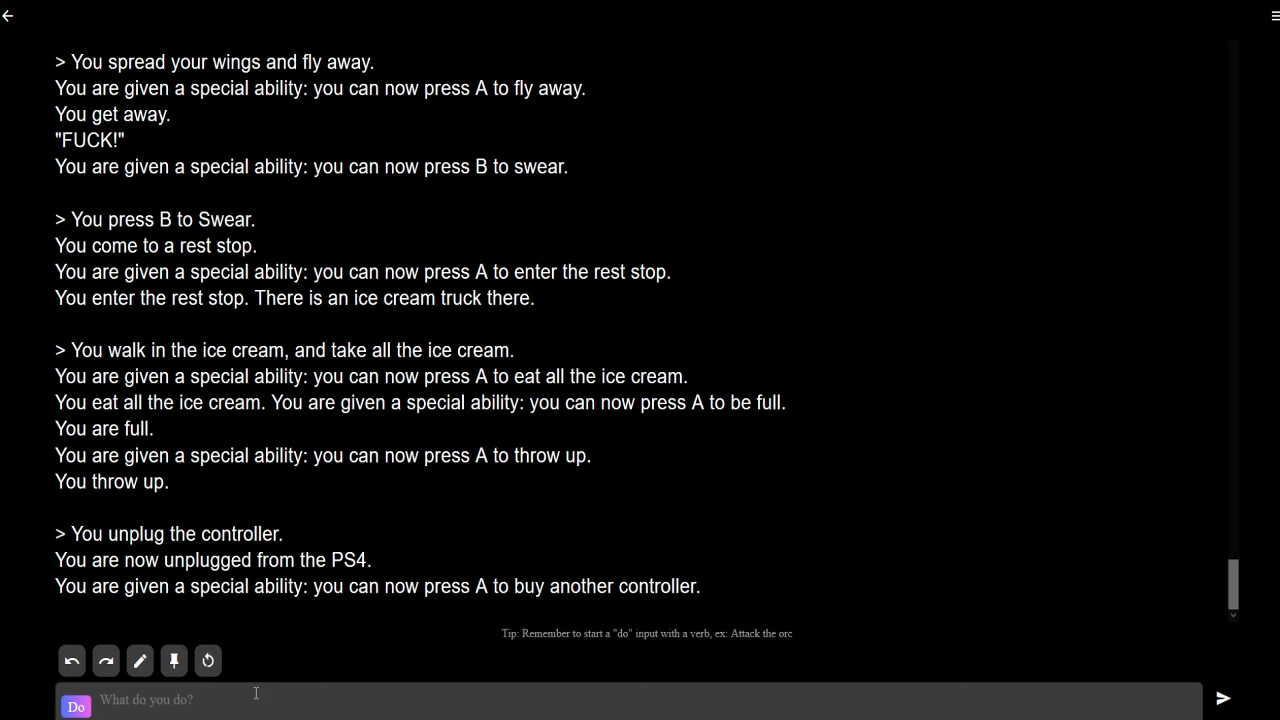 > You spread your wings and fly away.
You are given a special ability: you can now press A to fly away.
You get away.
"FUCK!"
You are given a special ability: you can now press B to swear.
> You press B to Swear.
You come to a rest stop.
You are given a special ability: you can now press A to enter the rest stop.
You enter the rest stop. There is an ice cream truck there.
> You walk in the ice cream, and take all the ice cream.
You are given a special ability: you can now press A to eat all the ice cream.
You eat all the ice cream. You are given a special ability: you can now press A to be full.
You are full.
You are given a special ability: you can now press A to throw up.
You throw up.
> You unplug the controller.
You are now unplugged from the PS4.
You are given a special ability: you can now press A to buy another controller.
Tip: Remember to start a "do" input with a verb, ex: Attack the orc
Do What do you do?